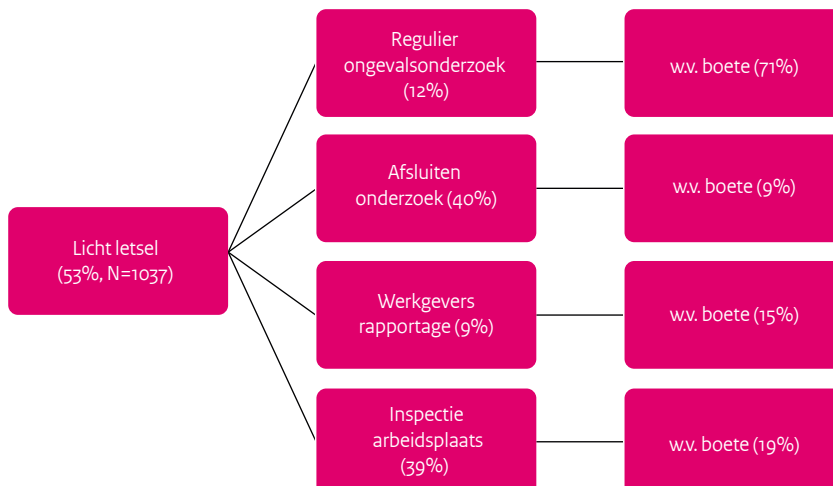 Regulier
ongevalsonderzoek
(12%)
w.v. boete (71%)
Afsluiten
onderzoek (40%)
w.v. boete (9%)
Licht letsel
(53%, N=1037)
Werkgevers
rapportage (9%)
w.v. boete (15%)
Inspectie
arbeidsplaats
(39%)
w.v. boete (19%)